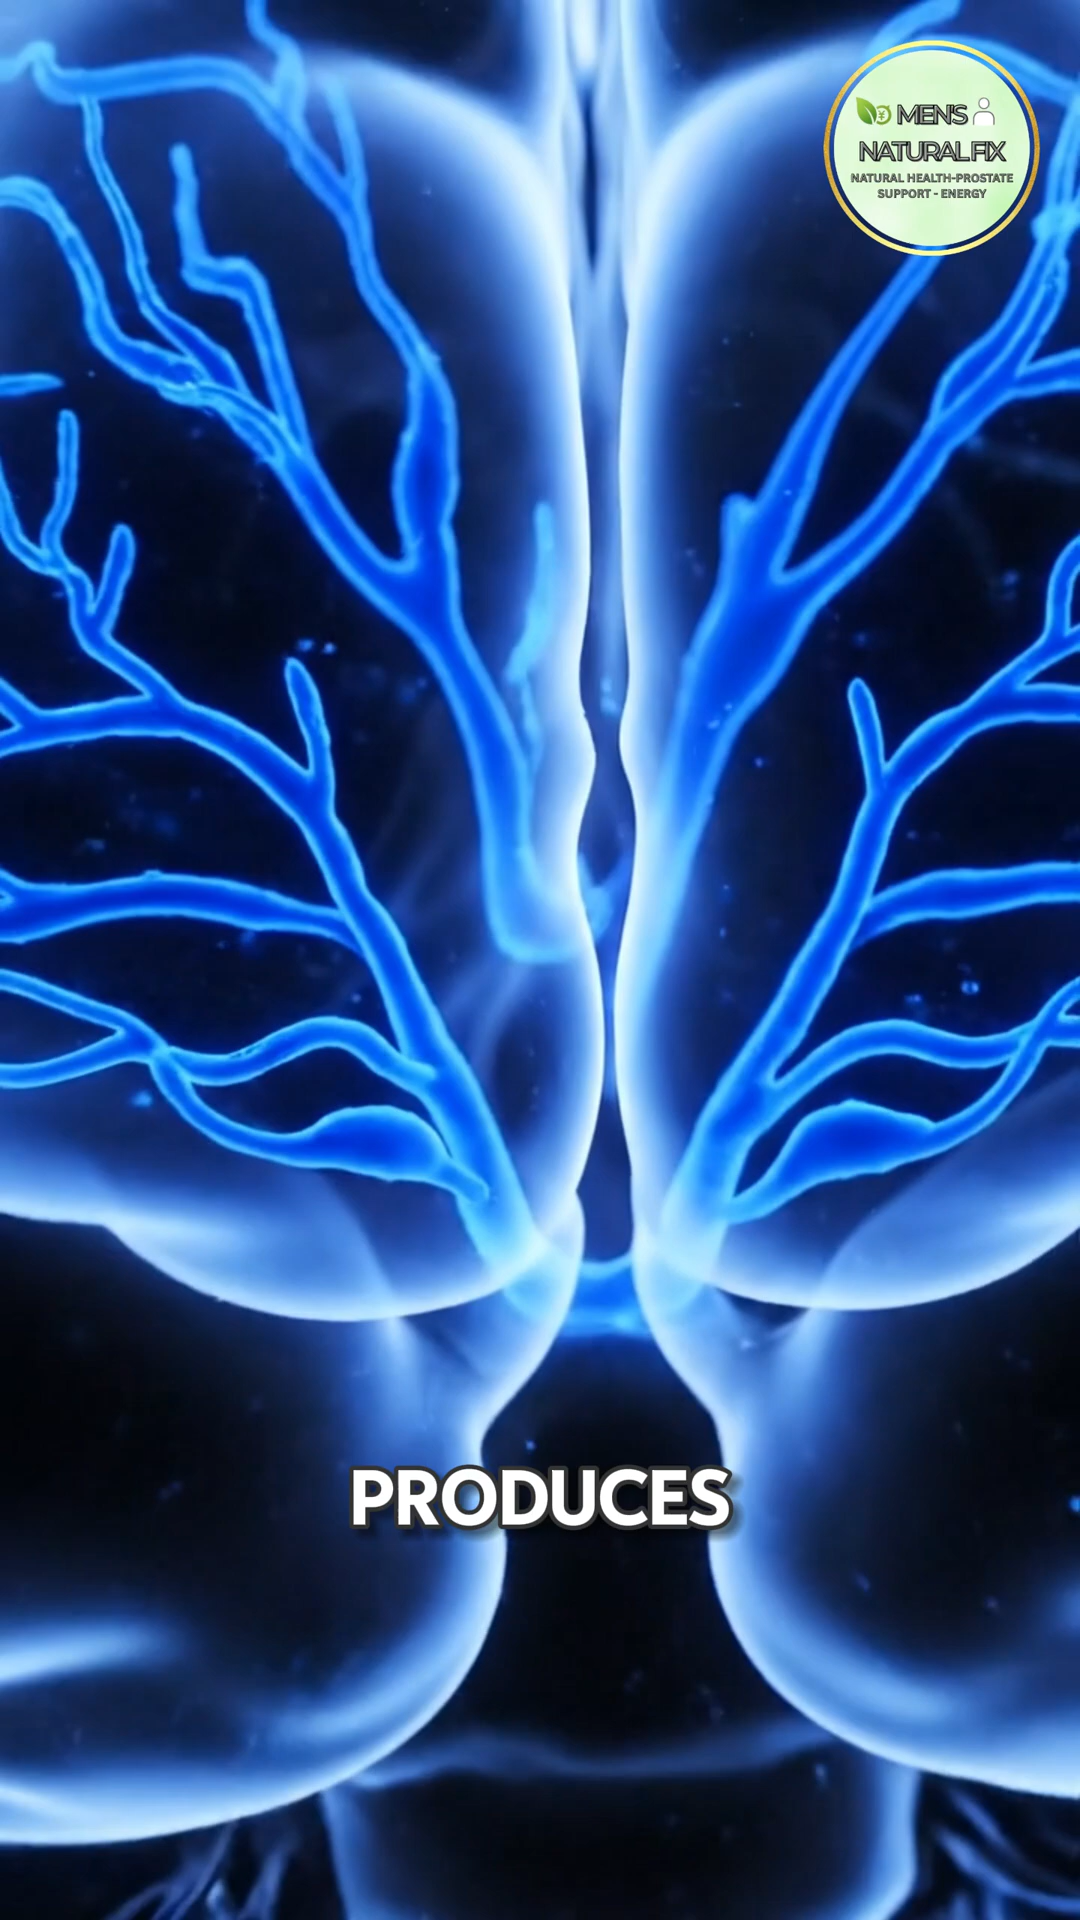 MEN'S
NATURAL FIX
NATURAL HEALTH-PROSTATE
SUPPORT - ENERGY
PRODUCES